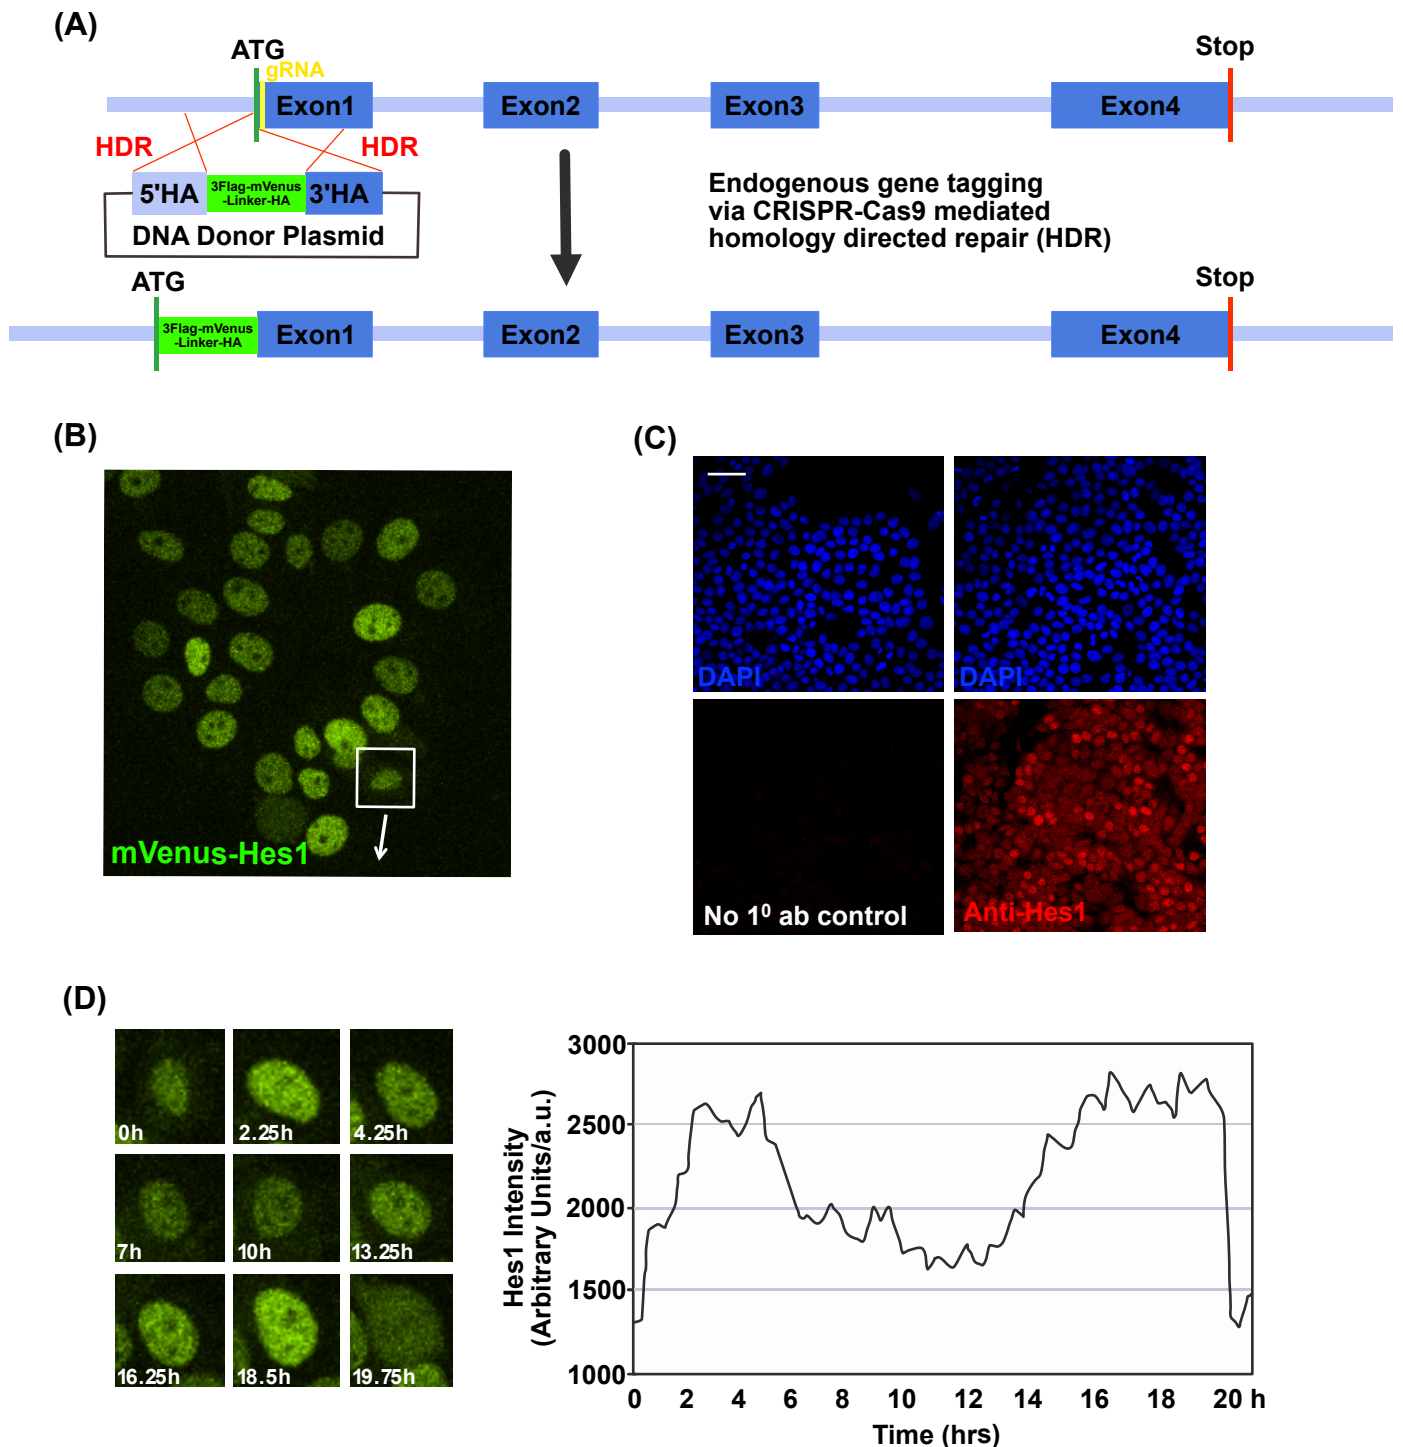 (A)
ATG
gRNA
Exon1
Exon2
Exon3
Exon4
Stop
HDR
HDR
5'HA
3Flag-mVenus
-Linker-HA
3'HA
DNA Donor Plasmid
Endogenous gene tagging
via CRISPR-Cas9 mediated
homology directed repair (HDR)
ATG
Stop
3Flag-mVenus
-Linker-HA
Exon1
Exon2
Exon3
Exon4
(B)
mVenus-Hes1
(C)
DAPI
DAPI
No 1⁰ ab control
Anti-Hes1
(D)
0h
2.25h
4.25h
7h
10h
13.25h
16.25h
18.5h
19.75h
Hes1 Intensity
(Arbitrary Units/a.u.)
3000
2500
2000
1500
1000
0 2 4 6 8 10 12 14 16 18 20 h
Time (hrs)